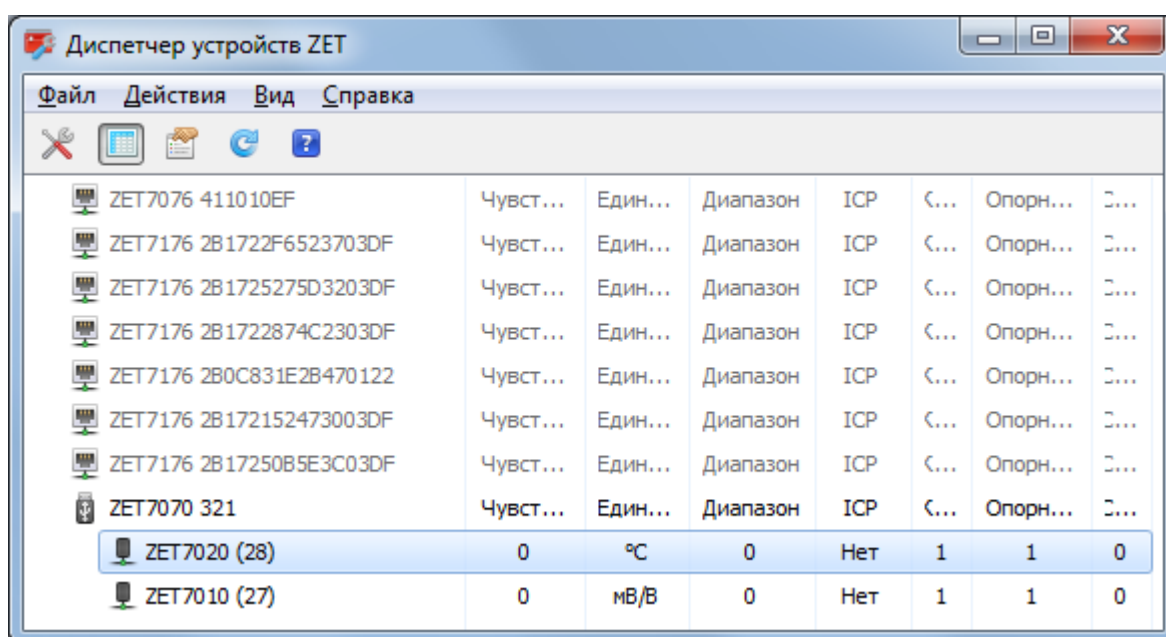 Диспетчер устройств ZET
Файл Действия Вид Справка
ZET7076 411010EF Чувст... Един... Диапазон ICP Опорн...
ZET7176 2B1722F6523703DF Чувст... Един... Диапазон ICP Опорн...
ZET7176 2B1725275D3203DF Чувст... Един... Диапазон ICP Опорн...
ZET7176 2B1722874C2303DF Чувст... Един... Диапазон ICP Опорн...
ZET7176 2B0C831E2B470122 Чувст... Един... Диапазон ICP Опорн...
ZET7176 2B172152473003DF Чувст... Един... Диапазон ICP Опорн...
ZET7176 2B17250B5E3C03DF Чувст... Един... Диапазон ICP Опорн...
ZET7070 321 Чувст... Един... Диапазон ICP Опорн...
ZET7020 (28) 0 °C 0 Нет 1 1 0
ZET7010 (27) 0 мВ/В 0 Нет 1 1 0